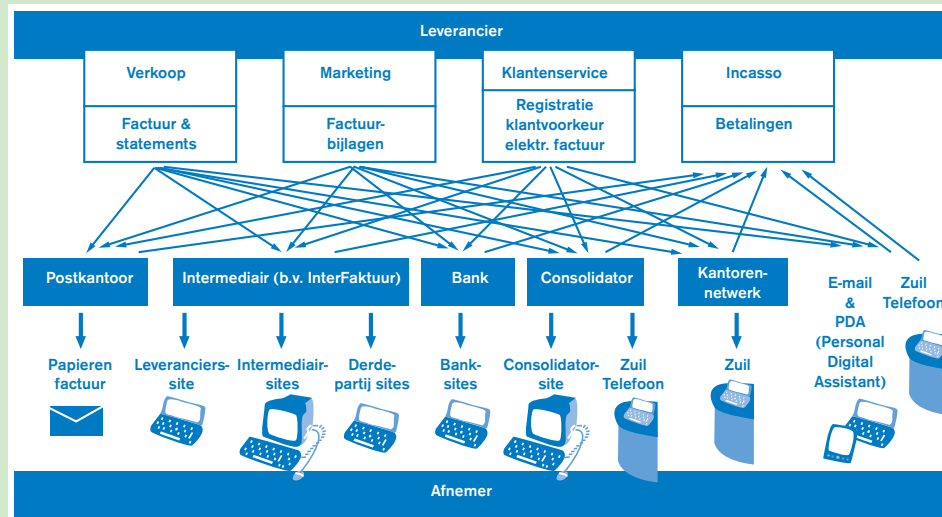 Leverancier
Verkoop
Marketing
Klantenservice
Incasso
Factuur &
statements
Factuur-
bijlagen
Registratie
klantvoorkeur
elektr. factuur
Betalingen
Postkantoor
Intermediair (b.v. InterFaktuur)
Bank
Consolidator
Kantoren-
netwerk
E-mail
&
PDA
(Personal
Digital
Assistant)
Zuil
Telefoon
Papieren
factuur
Leveranciers-
site
Intermediair-
sites
Derde-
partij sites
Bank-
sites
Consolidator-
site
Zuil
Telefoon
Zuil
Afnemer